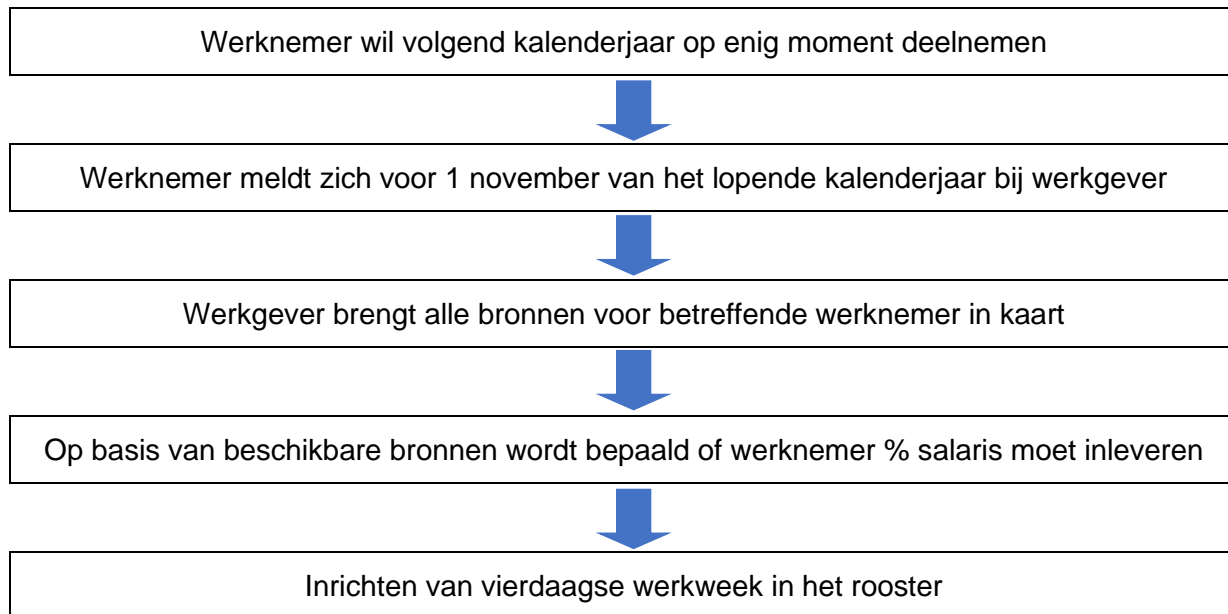 Werknemer wil volgend kalenderjaar op enig moment deelnemen
Werknemer meldt zich voor 1 november van het lopende kalenderjaar bij werkgever
Werkgever brengt alle bronnen voor betreffende werknemer in kaart
Op basis van beschikbare bronnen wordt bepaald of werknemer % salaris moet inleveren
Inrichten van vierdaagse werkweek in het rooster